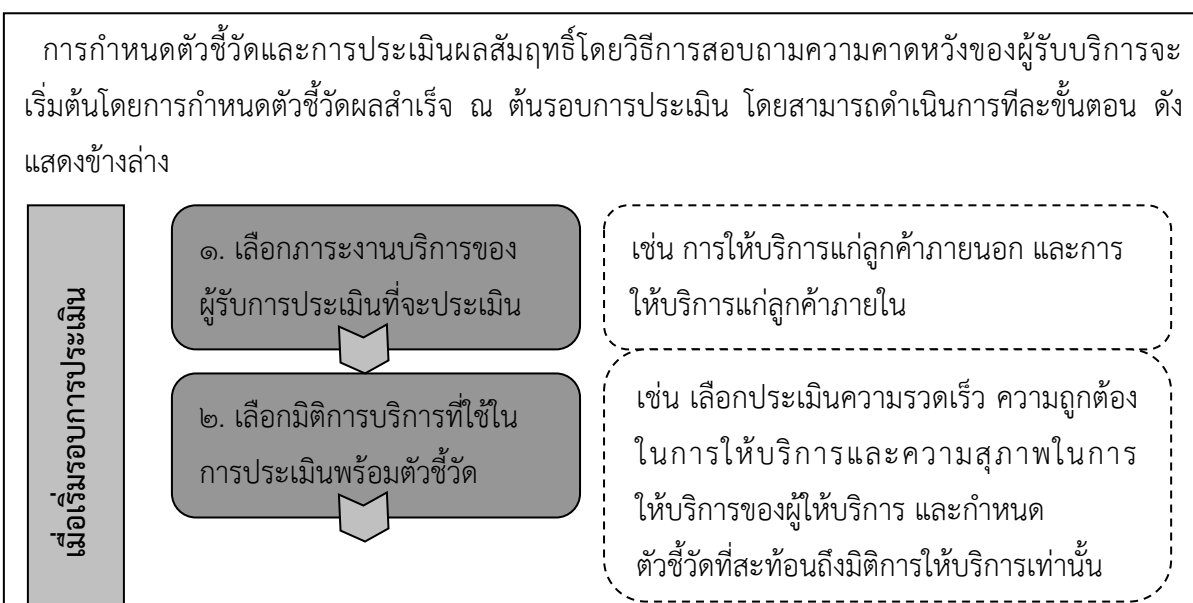 การกำหนดตัวชี้วัดและการประเมินผลสัมฤทธิ์โดยวิธีการสอบถามความคาดหวังของผู้รับบริการจะ
เริ่มต้นโดยการกำหนดตัวชี้วัดผลสำเร็จ ณ ต้นรอบการประเมิน โดยสามารถดำเนินการทีละขั้นตอน ดัง
แสดงข้างล่าง
เมื่อเริ่มรอบการประเมิน
๑. เลือกภาระงานบริการของ
ผู้รับการประเมินที่จะประเมิน
เช่น การให้บริการแก่ลูกค้าภายนอก และการ
ให้บริการแก่ลูกค้าภายใน
๒. เลือกมิติการบริการที่ใช้ใน
การประเมินพร้อมตัวชี้วัด
เช่น เลือกประเมินความรวดเร็ว ความถูกต้อง
ในการให้บริการและความสุภาพในการ
ให้บริการของผู้ให้บริการ และกำหนด
ตัวชี้วัดที่สะท้อนถึงมิติการให้บริการเท่านั้น